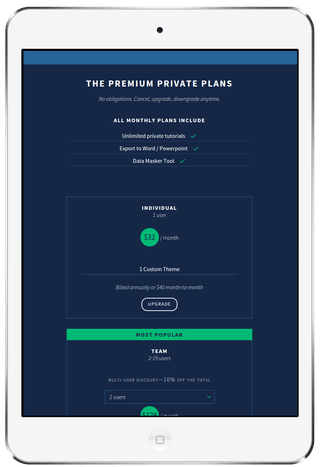 THE PREMIUM PRIVATE PLANS
No obligations. Cancel, upgrade, downgrade anytime.
ALL MONTHLY PLANS INCLUDE
Unlimited private tutorials
Export to Word / Powerpoint
Data Masker Tool
INDIVIDUAL
1 user
$32 / month
1 Custom Theme
Billed annually or $40 month-to-month
UPGRADE
MOST POPULAR
TEAM
2-19 users
MULTI-USER DISCOUNT—10% OFF THE TOTAL
2 users
/ month